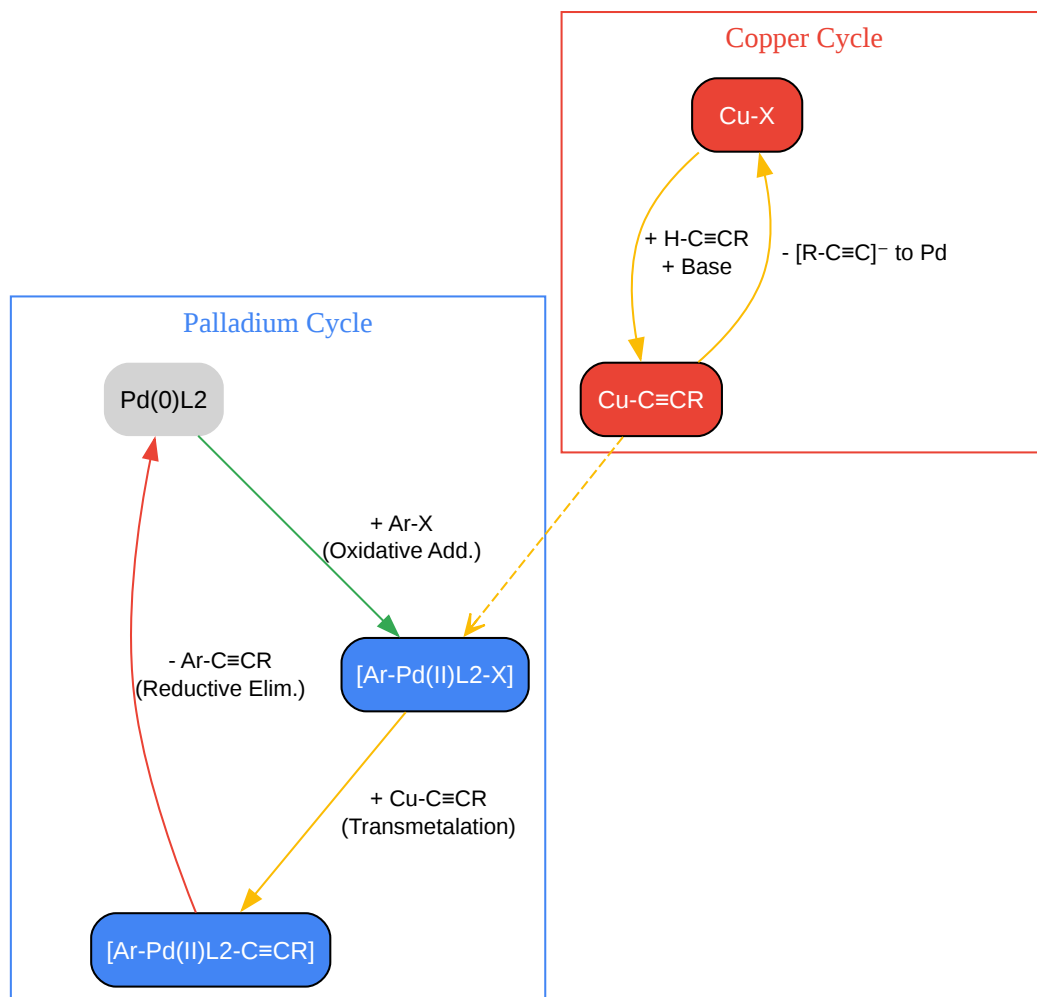 Copper Cycle
Cu-X
+ H-C≡CR
+ Base
- [R-C≡C]⁻ to Pd
Cu-C≡CR
Palladium Cycle
Pd(0)L2
+ Ar-X
(Oxidative Add.)
[Ar-Pd(II)L2-X]
- Ar-C≡CR
(Reductive Elim.)
+ Cu-C≡CR
(Transmetalation)
[Ar-Pd(II)L2-C≡CR]